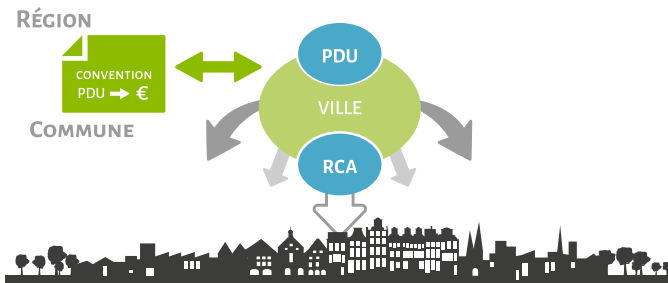 RÉGION
CONVENTION
PDU → €
COMMUNE
PDU
VILLE
RCA